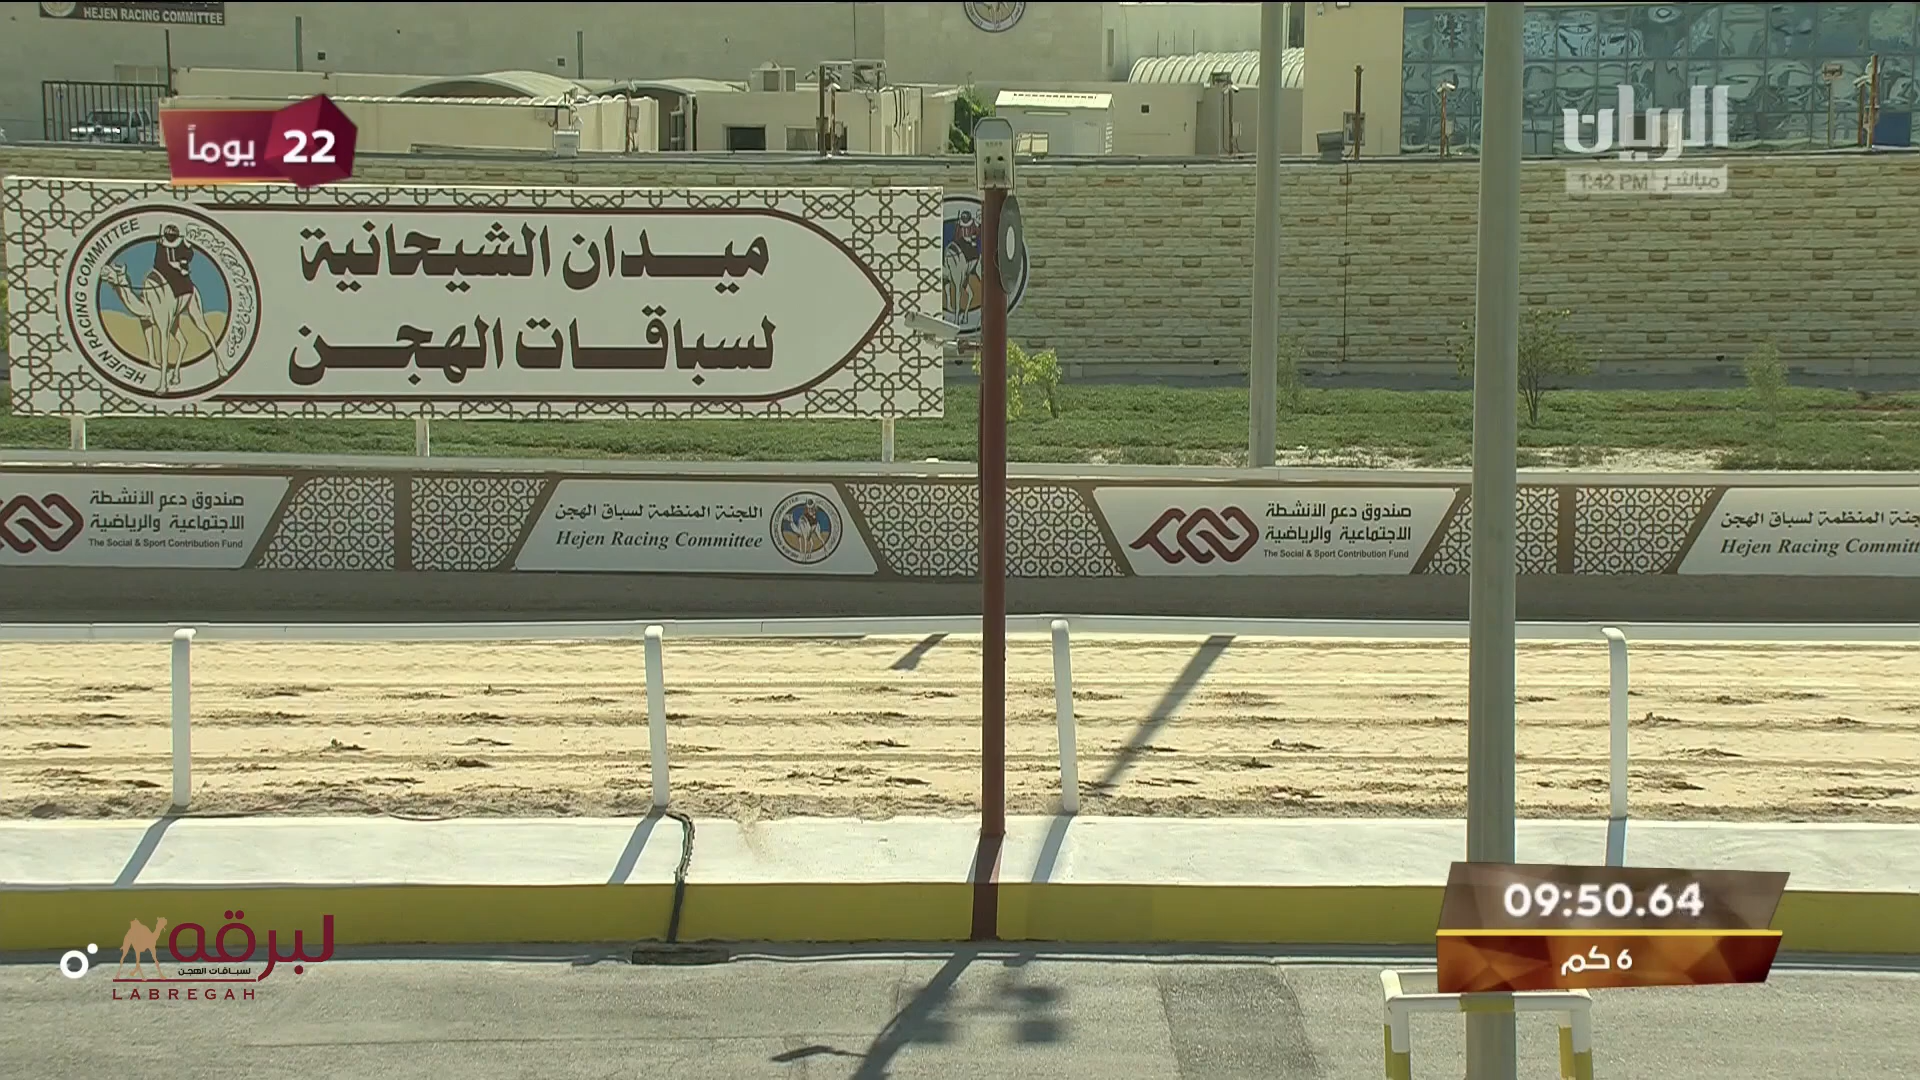 HEJEN RACING COMMITTEE
22 يوماً
الريان
مباشر 1:42 PM
HEJEN RACING COMMITTEE
ميدان الشيحانية
لسباقات الهجن
صندوق دعم الأنشطة
الاجتماعية والرياضية
The Social & Sport Contribution Fund
اللجنة المنظمة لسباق الهجن
Hejen Racing Committee
صندوق دعم الأنشطة
الاجتماعية والرياضية
The Social & Sport Contribution Fund
المنظمة لسباق الهجن
Hejen Racing Committ
09:50.64
6 كم
لبرقه
لسباقات الهجن
LABREGAH